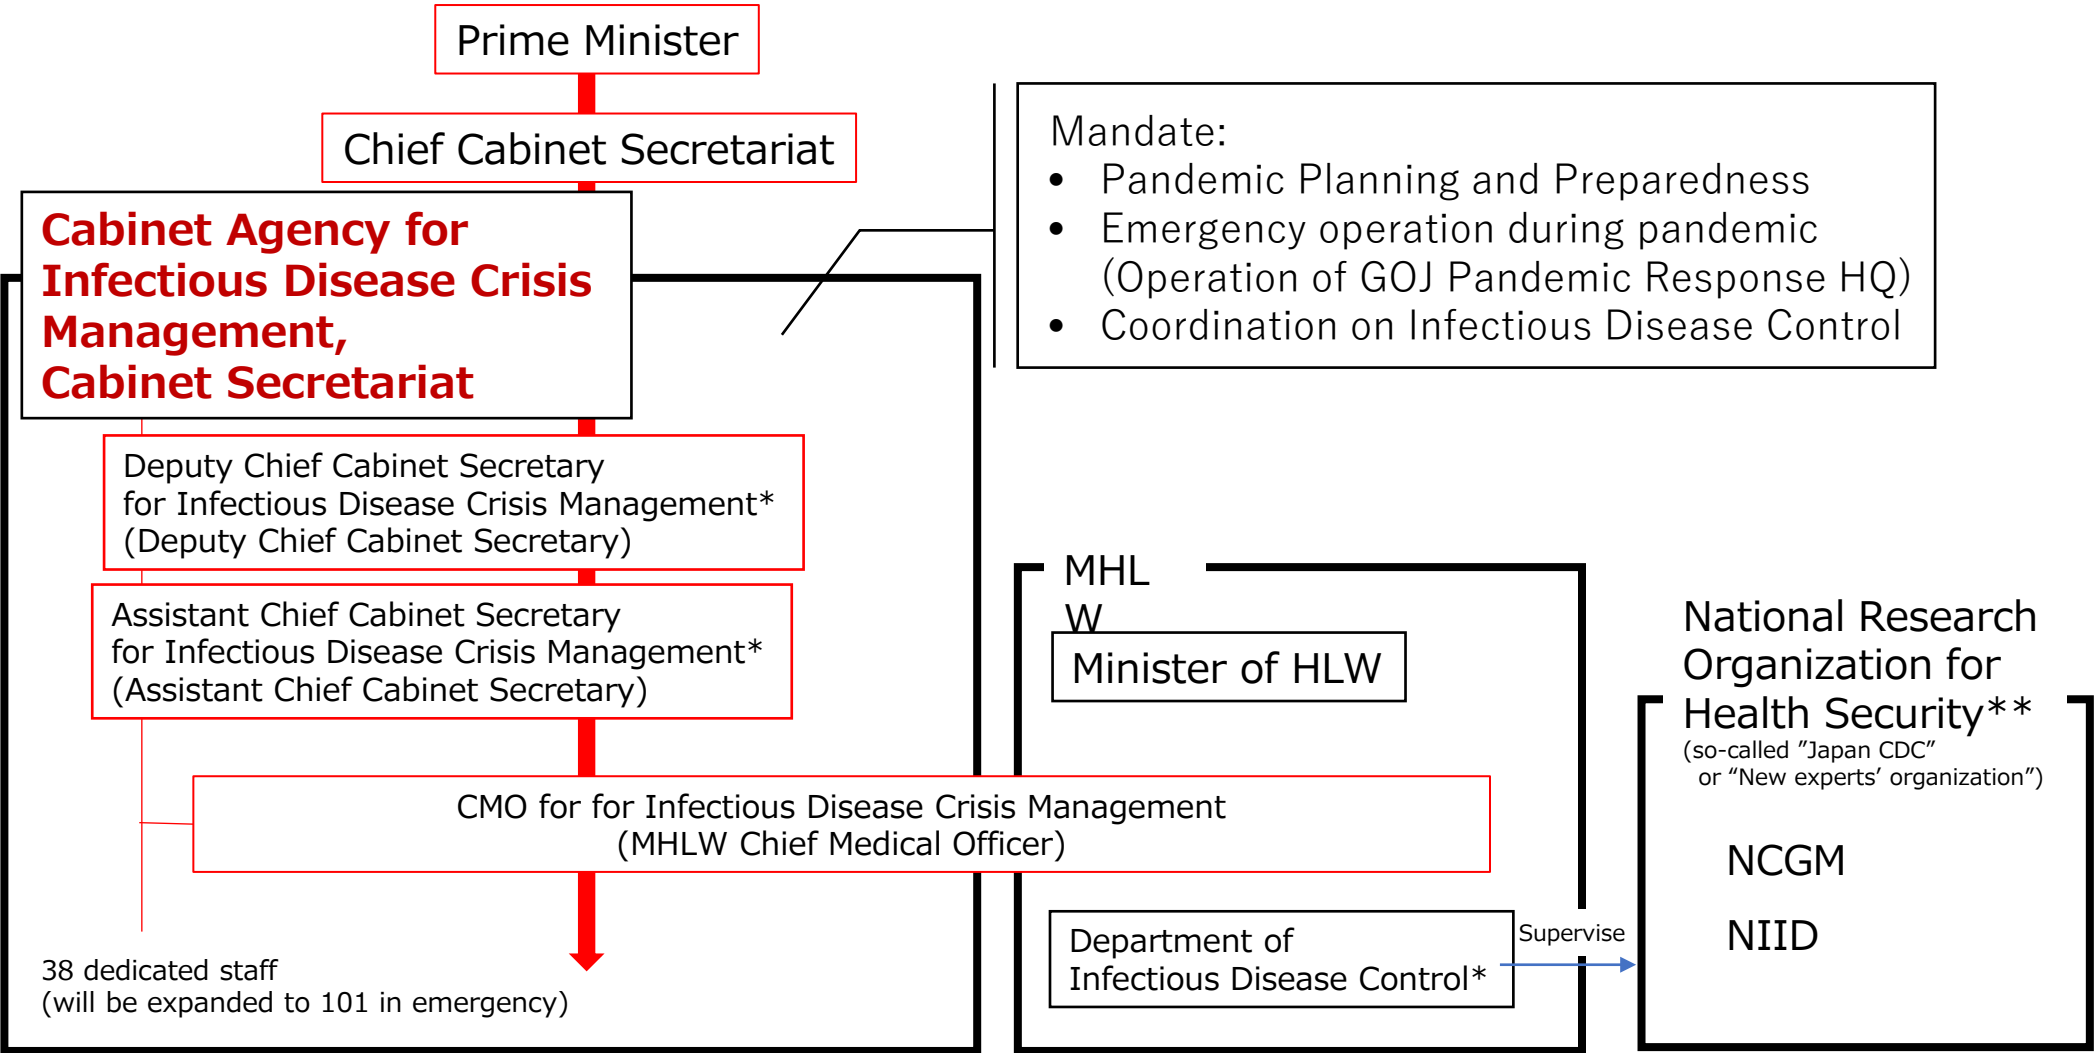 Prime Minister
Chief Cabinet Secretariat
Cabinet Agency for
Infectious Disease Crisis
Management,
Cabinet Secretariat
Mandate:
• Pandemic Planning and Preparedness
• Emergency operation during pandemic
(Operation of GOJ Pandemic Response HQ)
• Coordination on Infectious Disease Control
Deputy Chief Cabinet Secretary
for Infectious Disease Crisis Management*
(Deputy Chief Cabinet Secretary)
Assistant Chief Cabinet Secretary
for Infectious Disease Crisis Management*
(Assistant Chief Cabinet Secretary)
CMO for for Infectious Disease Crisis Management
(MHLW Chief Medical Officer)
38 dedicated staff
(will be expanded to 101 in emergency)
MHL
W
Minister of HLW
Department of
Infectious Disease Control*
Supervise
National Research
Organization for
Health Security**
(so-called ”Japan CDC”
or “New experts’ organization”)
NCGM
NIID